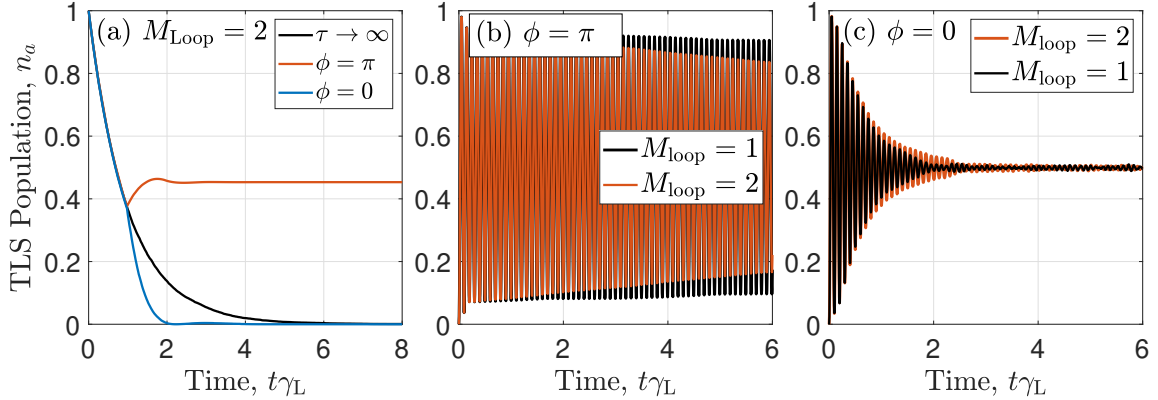 (a) M_Loop = 2
τ → ∞
ϕ = π
ϕ = 0
TLS Population, n_a
1
0.8
0.6
0.4
0.2
0
0 2 4 6 8
Time, tγ_L
(b) ϕ = π
M_loop = 1
M_loop = 2
1
0.8
0.6
0.4
0.2
0
0 2 4 6
Time, tγ_L
(c) ϕ = 0
M_loop = 2
M_loop = 1
1
0.8
0.6
0.4
0.2
0
0 2 4 6
Time, tγ_L